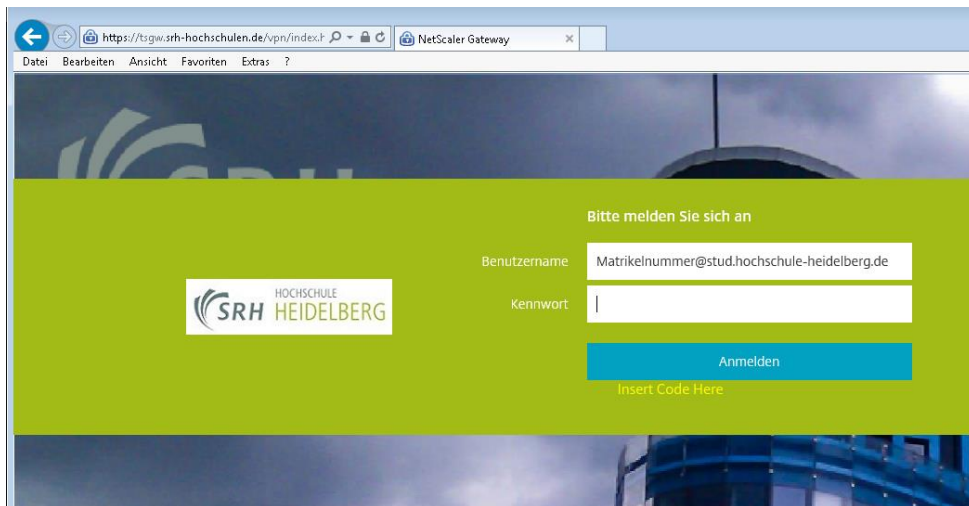 https://tsgw.srh-hochschulen.de/vpn/index.h
NetScaler Gateway
Datei Bearbeiten Ansicht Favoriten Extras ?
SRH
Bitte melden Sie sich an
Benutzername Matrikelnummer@stud.hochschule-heidelberg.de
HOCHSCHULE
SRH HEIDELBERG
Kennwort
Anmelden
Insert Code Here